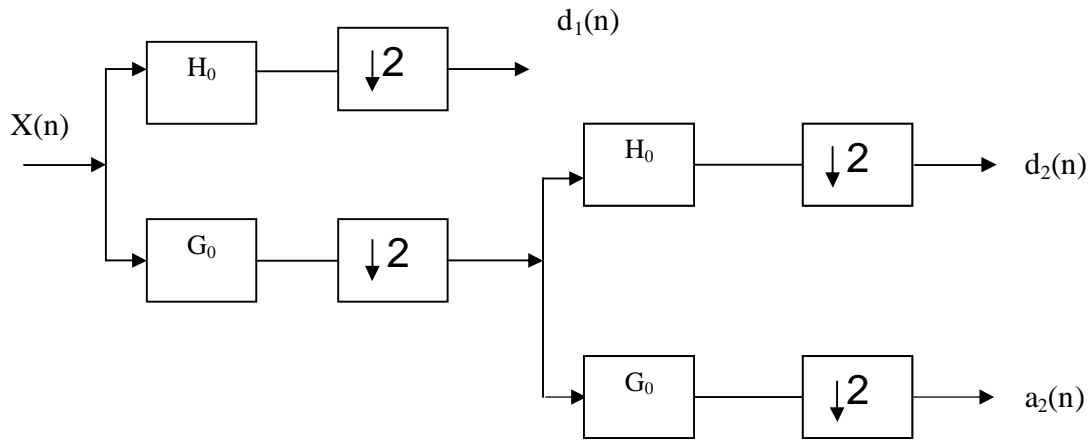 d₁(n)
H₀
↓2
X(n)
H₀
↓2
d₂(n)
G₀
↓2
G₀
↓2
a₂(n)